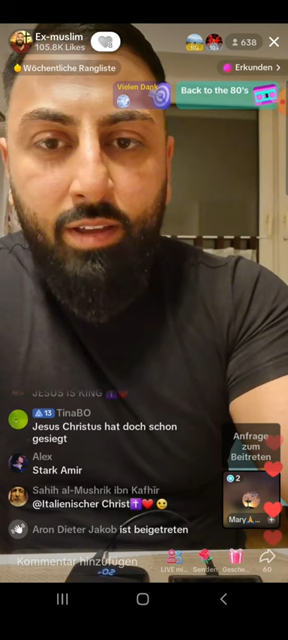 Ex-muslim
105.8K Likes
638
Wöchentliche Rangliste
Erkunden >
Vielen Dank
Back to the 80's
JESUS IS KING
13 TinaBO
Jesus Christus hat doch schon
gesiegt
Alex
Stark Amir
Anfrage
zum
Beitreten
Sahih al-Mushrik ibn Kafhir
@Italienischer Christ✝️❤️🥲
2
Mary🙏... +
Aron Dieter Jakob ist beigetreten
Kommentar hinzufügen
LIVE mi...
Senden
Gesche...